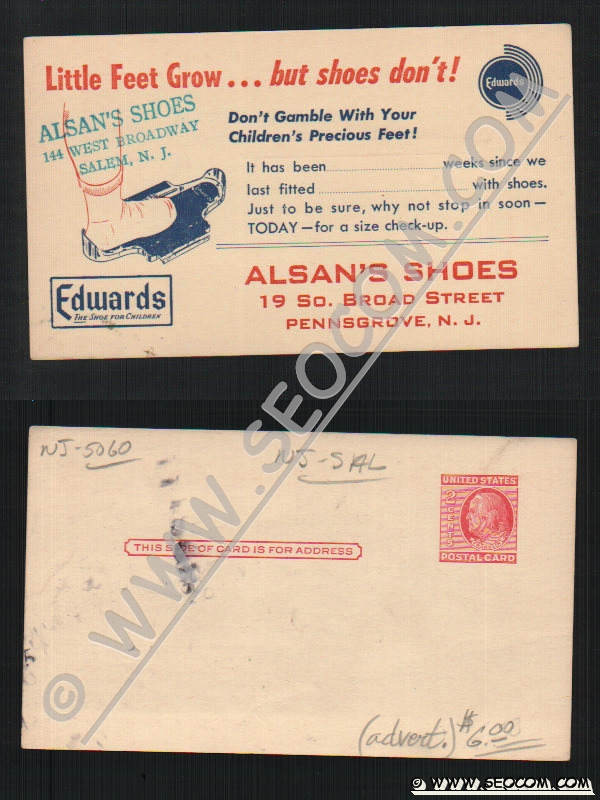 Little Feet Grow... but shoes don't!
Edwards
ALSAN'S SHOES
144 WEST BROADWAY
SALEM, N. J.
Don't Gamble With Your
Children's Precious Feet!
It has been weeks since we
last fitted with shoes.
Just to be sure, why not stop in soon—
TODAY—for a size check-up.
Edwards
THE SHOE FOR CHILDREN
ALSAN'S SHOES
19 SO. BROAD STREET
PENNSGROVE, N. J.
NJ-5060
NJ-SAL
UNITED STATES
2 CENTS
POSTAL CARD
THIS SIDE OF CARD IS FOR ADDRESS
(advert.) $6.00
© WWW.SEOCOM.COM
© WWW.SEOCOM.COM